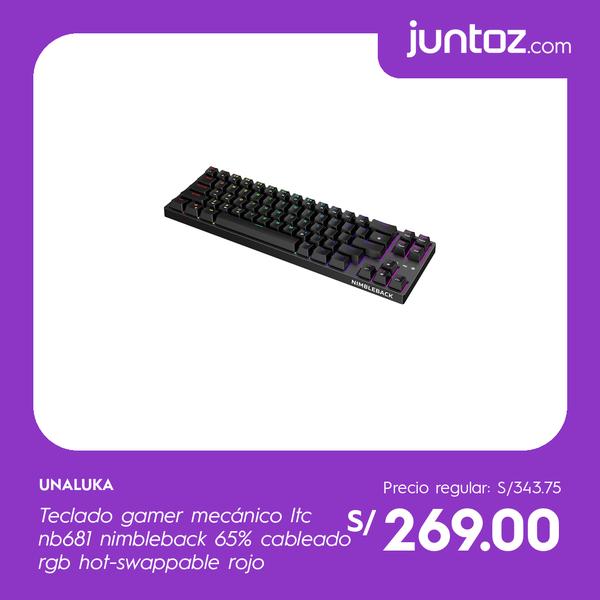 juntoz.com
NIMBLEBACK
UNALUKA
Teclado gamer mecánico ltc
nb681 nimbleback 65% cableado
rgb hot-swappable rojo
Precio regular: S/343.75
S/ 269.00